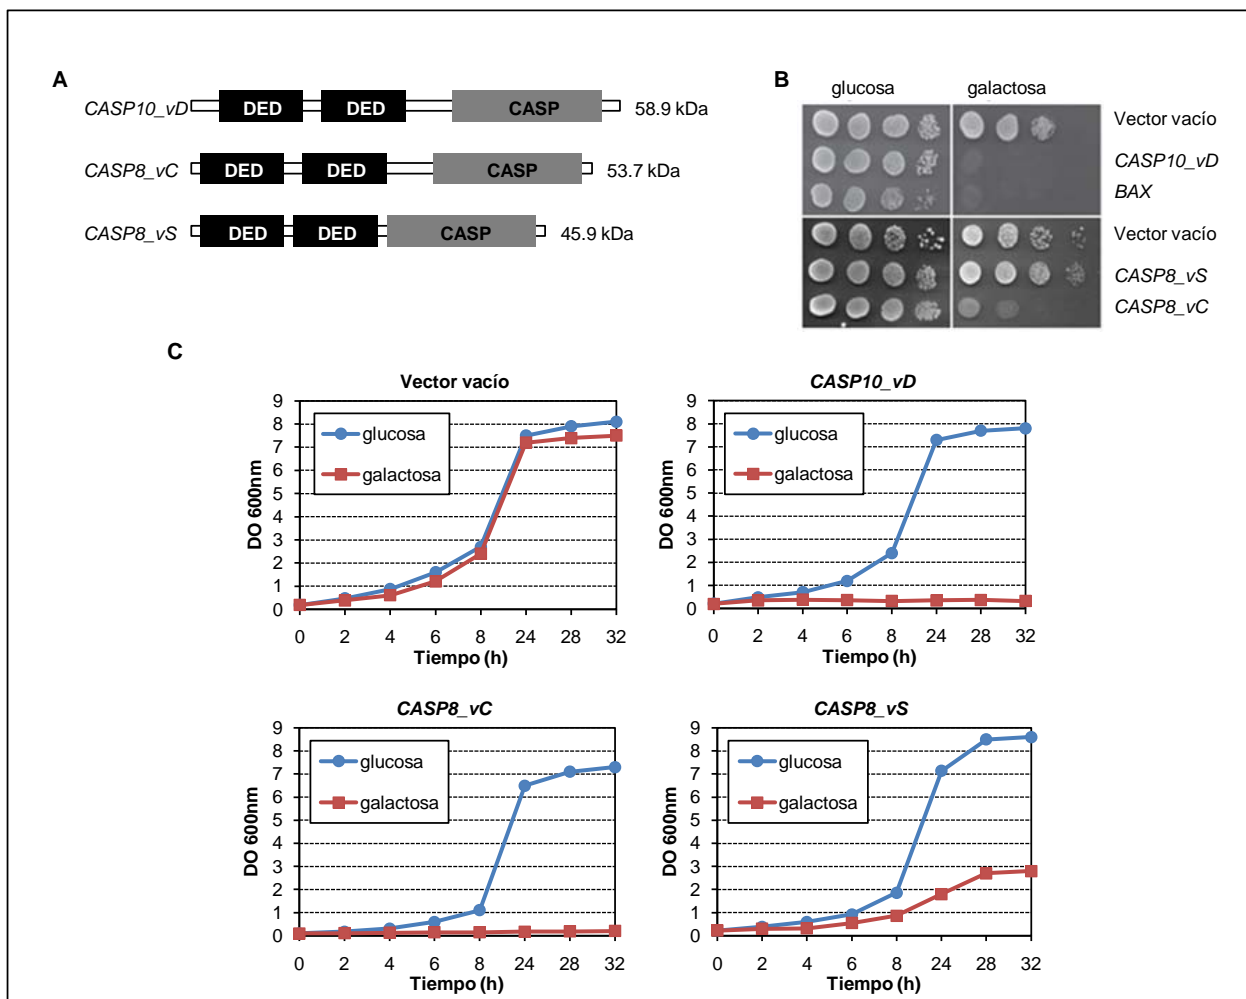 A
CASP10_vD DED DED CASP 58.9 kDa
CASP8_vC DED DED CASP 53.7 kDa
CASP8_vS DED DED CASP 45.9 kDa
B
glucosa galactosa
Vector vacío
CASP10_vD
BAX
Vector vacío
CASP8_vS
CASP8_vC
C
Vector vacío
DO 600nm
9
8
7
6
5
4
3
2
1
0
glucosa
galactosa
0 2 4 6 8 24 28 32
Tiempo (h)
CASP10_vD
DO 600nm
9
8
7
6
5
4
3
2
1
0
glucosa
galactosa
0 2 4 6 8 24 28 32
Tiempo (h)
CASP8_vC
DO 600nm
9
8
7
6
5
4
3
2
1
0
glucosa
galactosa
0 2 4 6 8 24 28 32
Tiempo (h)
CASP8_vS
DO 600nm
9
8
7
6
5
4
3
2
1
0
glucosa
galactosa
0 2 4 6 8 24 28 32
Tiempo (h)